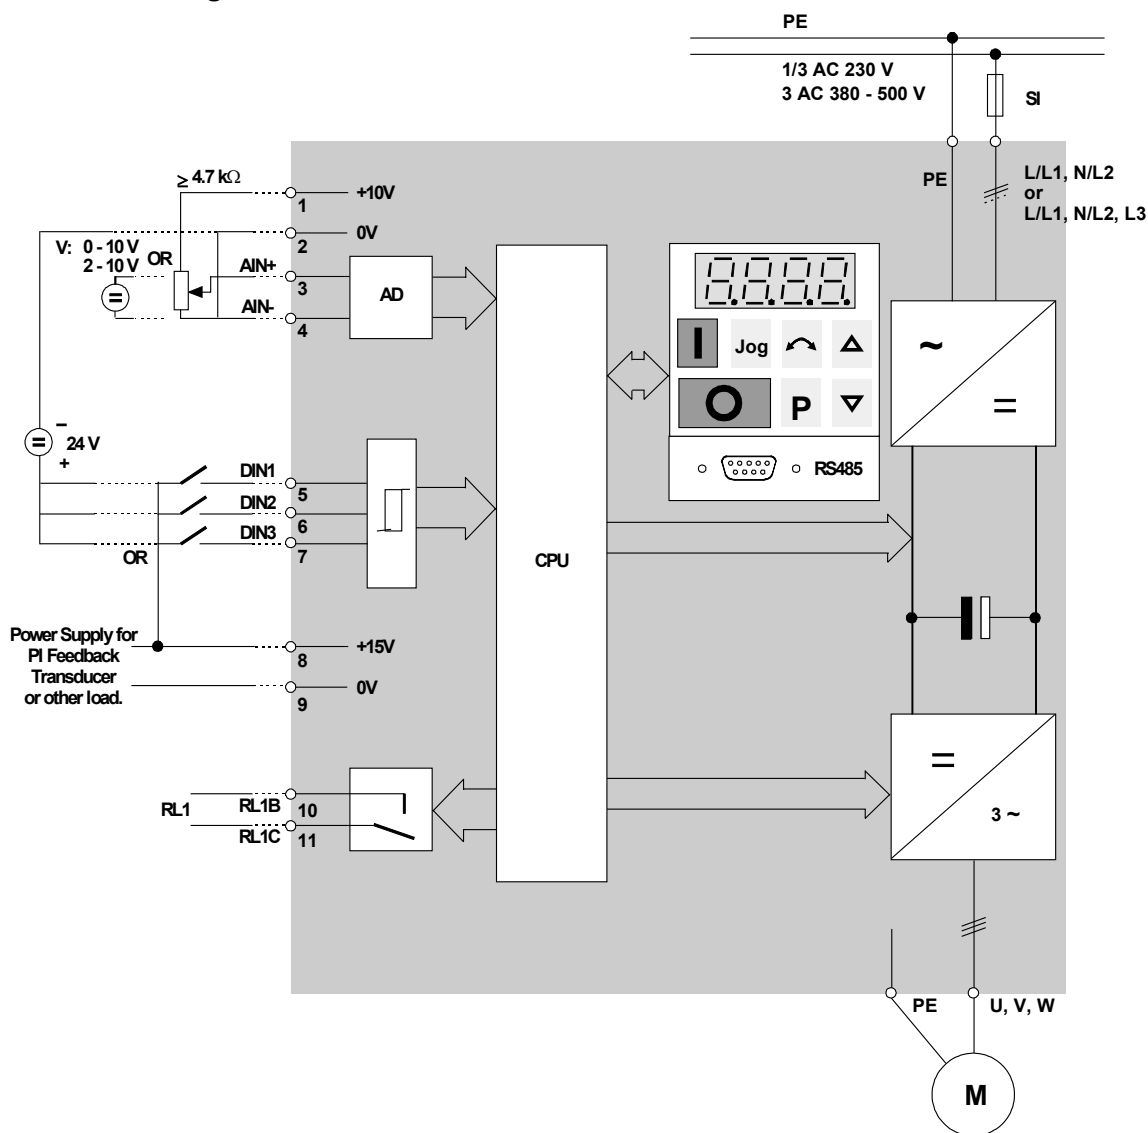 PE
1/3 AC 230 V
3 AC 380 - 500 V
SI
PE
L/L1, N/L2
or
L/L1, N/L2, L3
≥ 4.7 kΩ
1
+10V
2
0V
V: 0 - 10 V
2 - 10 V
OR
AIN+
3
AIN-
4
AD
Jog
P
RS485
~
=
24 V
–
+
DIN1
5
DIN2
6
DIN3
7
OR
CPU
Power Supply for
PI Feedback
Transducer
or other load.
8
+15V
9
0V
RL1
RL1B
10
RL1C
11
=
3 ~
PE
U, V, W
M